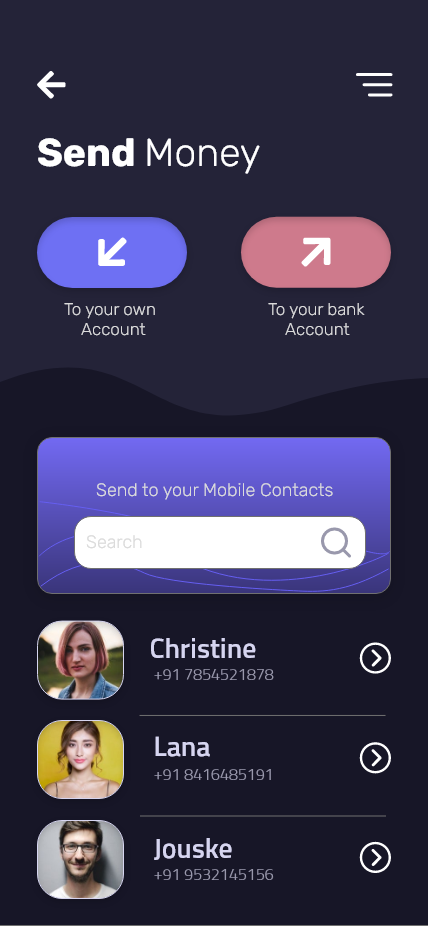 Send Money
To your own
Account
To your bank
Account
Send to your Mobile Contacts
Search
Christine
+91 7854521878
Lana
+91 8416485191
Jouske
+91 9532145156